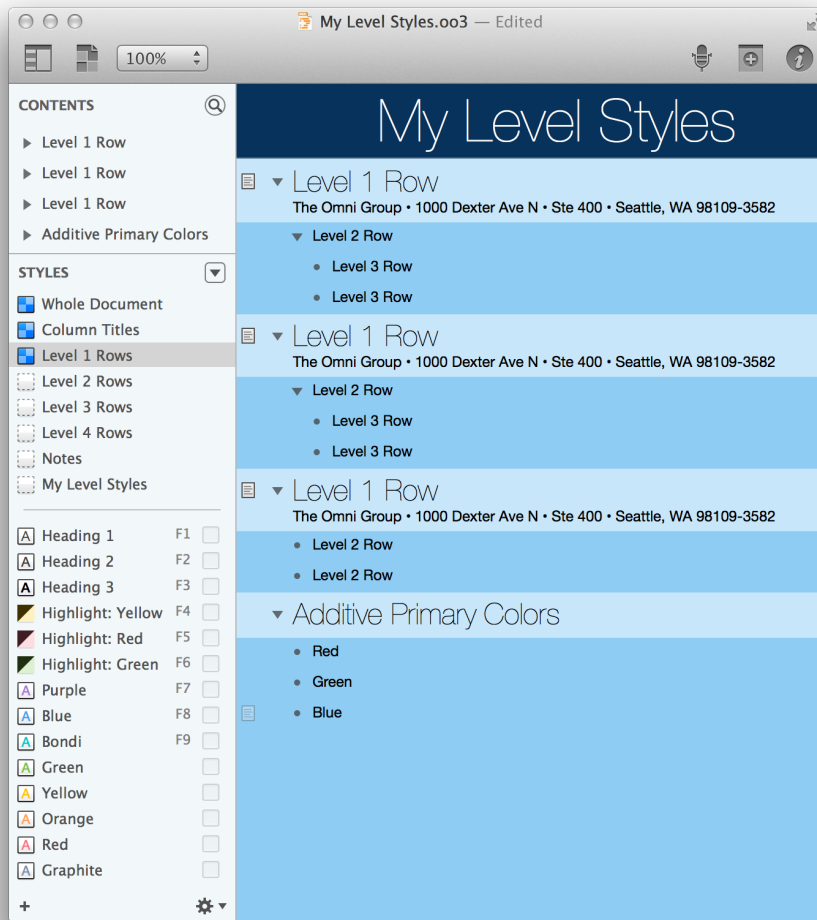 My Level Styles.oo3 — Edited
100%
CONTENTS
Level 1 Row
Level 1 Row
Level 1 Row
Additive Primary Colors
STYLES
Whole Document
Column Titles
Level 1 Rows
Level 2 Rows
Level 3 Rows
Level 4 Rows
Notes
My Level Styles
A Heading 1 F1
A Heading 2 F2
A Heading 3 F3
Highlight: Yellow F4
Highlight: Red F5
Highlight: Green F6
A Purple F7
A Blue F8
A Bondi F9
A Green
A Yellow
A Orange
A Red
A Graphite
My Level Styles
Level 1 Row
The Omni Group • 1000 Dexter Ave N • Ste 400 • Seattle, WA 98109-3582
Level 2 Row
Level 3 Row
Level 3 Row
Level 1 Row
The Omni Group • 1000 Dexter Ave N • Ste 400 • Seattle, WA 98109-3582
Level 2 Row
Level 3 Row
Level 3 Row
Level 1 Row
The Omni Group • 1000 Dexter Ave N • Ste 400 • Seattle, WA 98109-3582
Level 2 Row
Level 2 Row
Additive Primary Colors
Red
Green
Blue